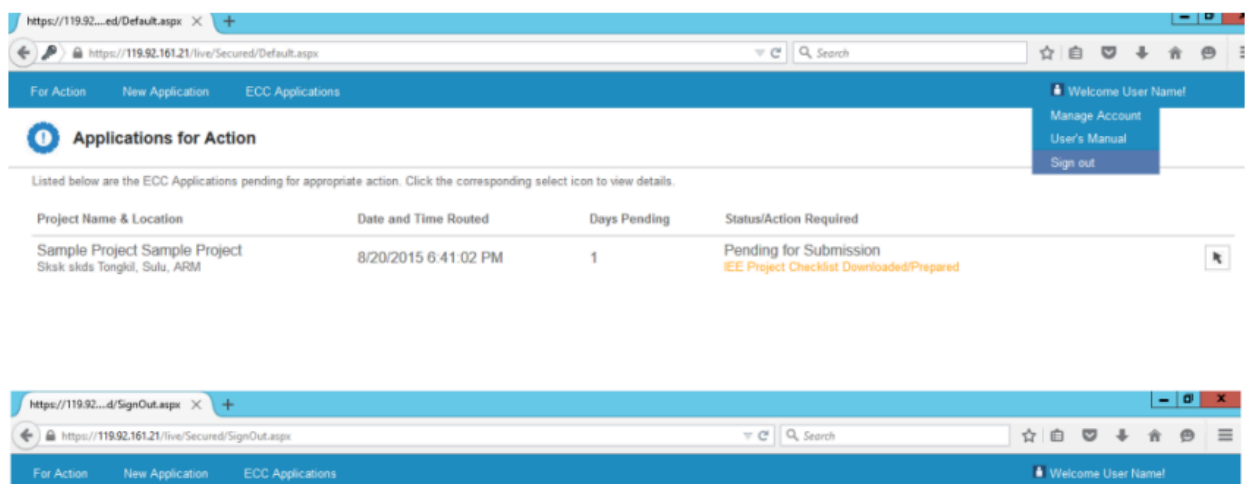 https://119.92....ed/Default.aspx
https://119.92.161.21/live/Secured/Default.aspx Search
For Action New Application ECC Applications Welcome User Name!
Manage Account
Applications for Action
User's Manual
Sign out
Listed below are the ECC Applications pending for appropriate action. Click the corresponding select icon to view details.
Project Name & Location Date and Time Routed Days Pending Status/Action Required
Sample Project Sample Project 8/20/2015 6:41:02 PM 1 Pending for Submission
Sksk skds Tongkil, Sulu, ARM IEE Project Checklist Downloaded/Prepared
https://119.92....d/SignOut.aspx
https://119.92.161.21/live/Secured/SignOut.aspx Search
For Action New Application ECC Applications Welcome User Name!